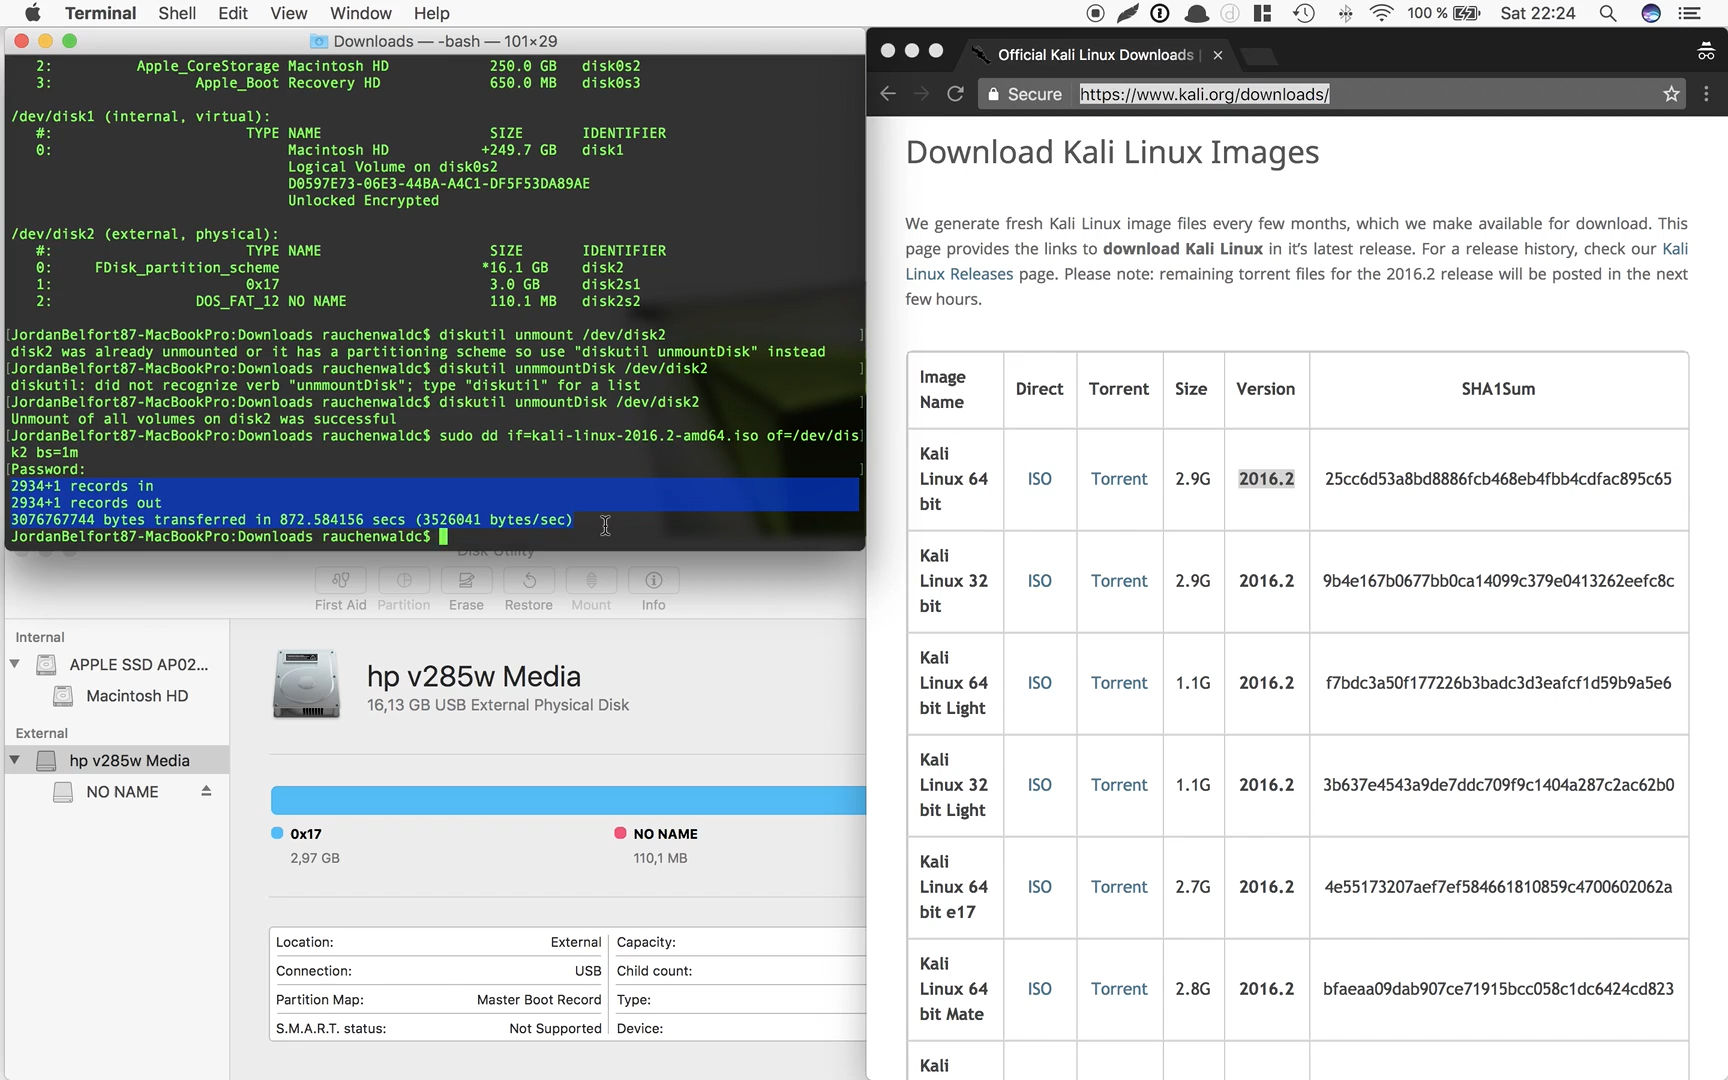 Terminal Shell Edit View Window Help
100 % Sat 22:24
Downloads — -bash — 101×29
2: Apple_CoreStorage Macintosh HD 250.0 GB disk0s2
3: Apple_Boot Recovery HD 650.0 MB disk0s3
/dev/disk1 (internal, virtual):
#: TYPE NAME SIZE IDENTIFIER
0: Macintosh HD +249.7 GB disk1
Logical Volume on disk0s2
D0597E73-06E3-44BA-A4C1-DF5F53DA89AE
Unlocked Encrypted
/dev/disk2 (external, physical):
#: TYPE NAME SIZE IDENTIFIER
0: FDisk_partition_scheme *16.1 GB disk2
1: 0x17 3.0 GB disk2s1
2: DOS_FAT_12 NO NAME 110.1 MB disk2s2
[JordanBelfort87-MacBookPro:Downloads rauchenwaldc$ diskutil unmount /dev/disk2 ]
disk2 was already unmounted or it has a partitioning scheme so use "diskutil unmountDisk" instead
[JordanBelfort87-MacBookPro:Downloads rauchenwaldc$ diskutil unmmountDisk /dev/disk2 ]
diskutil: did not recognize verb "unmmountDisk"; type "diskutil" for a list
[JordanBelfort87-MacBookPro:Downloads rauchenwaldc$ diskutil unmountDisk /dev/disk2 ]
Unmount of all volumes on disk2 was successful
[JordanBelfort87-MacBookPro:Downloads rauchenwaldc$ sudo dd if=kali-linux-2016.2-amd64.iso of=/dev/dis]
k2 bs=1m
[Password: ]
2934+1 records in
2934+1 records out
3076767744 bytes transferred in 872.584156 secs (3526041 bytes/sec)
JordanBelfort87-MacBookPro:Downloads rauchenwaldc$
Disk Utility
First Aid Partition Erase Restore Mount Info
Internal
APPLE SSD AP02...
Macintosh HD
External
hp v285w Media
NO NAME
hp v285w Media
16,13 GB USB External Physical Disk
0x17
2,97 GB
NO NAME
110,1 MB
Location: External Capacity:
Connection: USB Child count:
Partition Map: Master Boot Record Type:
S.M.A.R.T. status: Not Supported Device:
Official Kali Linux Downloads |
Secure https://www.kali.org/downloads/
Download Kali Linux Images
We generate fresh Kali Linux image files every few months, which we make available for download. This
page provides the links to download Kali Linux in it's latest release. For a release history, check our Kali
Linux Releases page. Please note: remaining torrent files for the 2016.2 release will be posted in the next
few hours.
Image Name Direct Torrent Size Version SHA1Sum
Kali Linux 64 bit ISO Torrent 2.9G 2016.2 25cc6d53a8bd8886fcb468eb4fbb4cdfac895c65
Kali Linux 32 bit ISO Torrent 2.9G 2016.2 9b4e167b0677bb0ca14099c379e0413262eefc8c
Kali Linux 64 bit Light ISO Torrent 1.1G 2016.2 f7bdc3a50f177226b3badc3d3eafcf1d59b9a5e6
Kali Linux 32 bit Light ISO Torrent 1.1G 2016.2 3b637e4543a9de7ddc709f9c1404a287c2ac62b0
Kali Linux 64 bit e17 ISO Torrent 2.7G 2016.2 4e55173207aef7ef584661810859c4700602062a
Kali Linux 64 bit Mate ISO Torrent 2.8G 2016.2 bfaeaa09dab907ce71915bcc058c1dc6424cd823
Kali